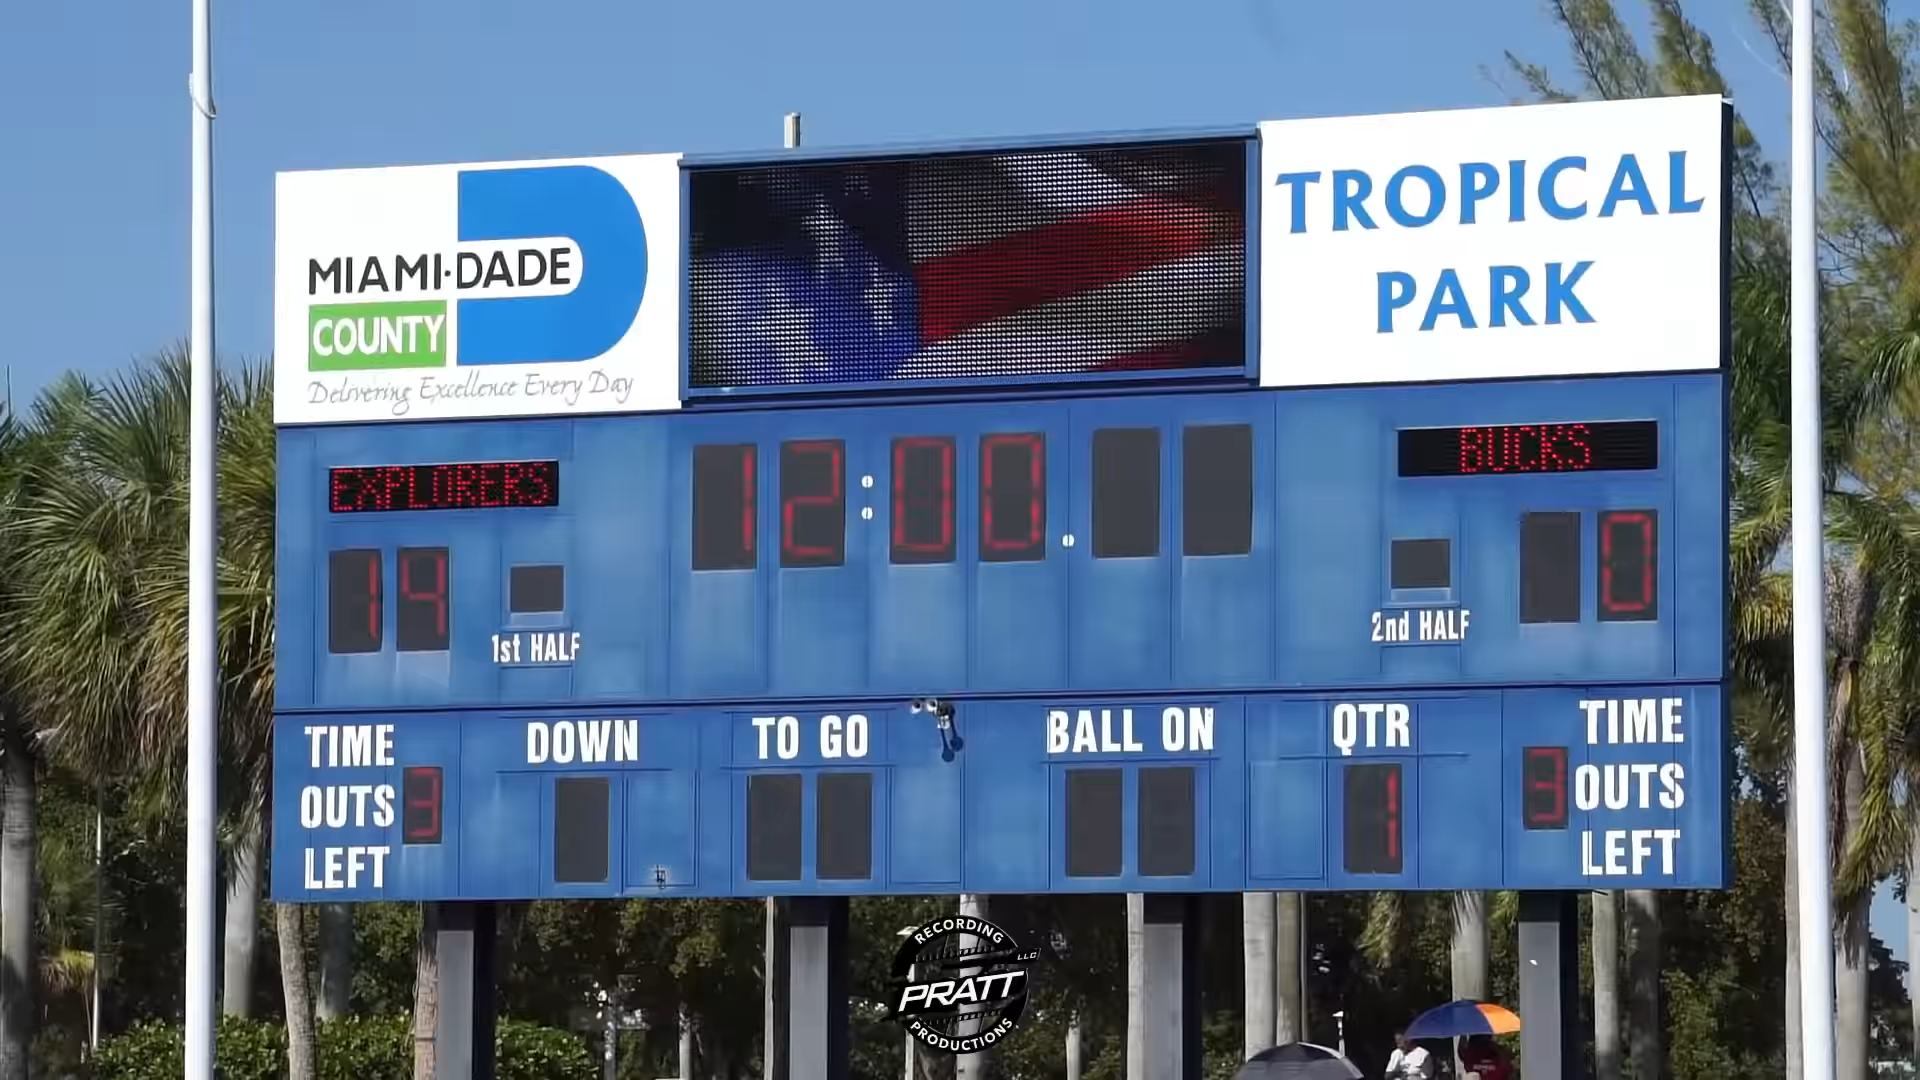 MIAMI·DADE
COUNTY
Delivering Excellence Every Day
TROPICAL
PARK
EXPLORERS
12:00.
BUCKS
14
1st HALF
2nd HALF
0
TIME
OUTS 3
LEFT
DOWN
TO GO
BALL ON
QTR
1
TIME
3 OUTS
LEFT
RECORDING
PRATT LLC
PRODUCTIONS